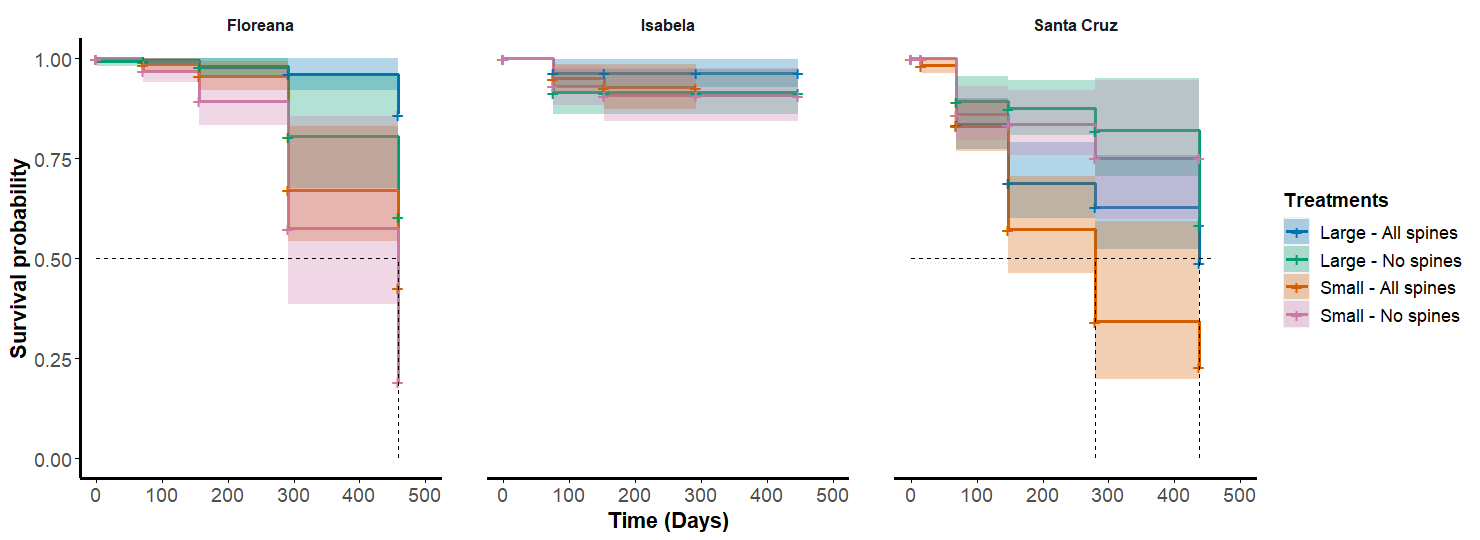 Floreana
Isabela
Santa Cruz
Survival probability
1.00
0.75
0.50
0.25
0.00
0 100 200 300 400 500
0 100 200 300 400 500
0 100 200 300 400 500
Time (Days)
Treatments
Large - All spines
Large - No spines
Small - All spines
Small - No spines